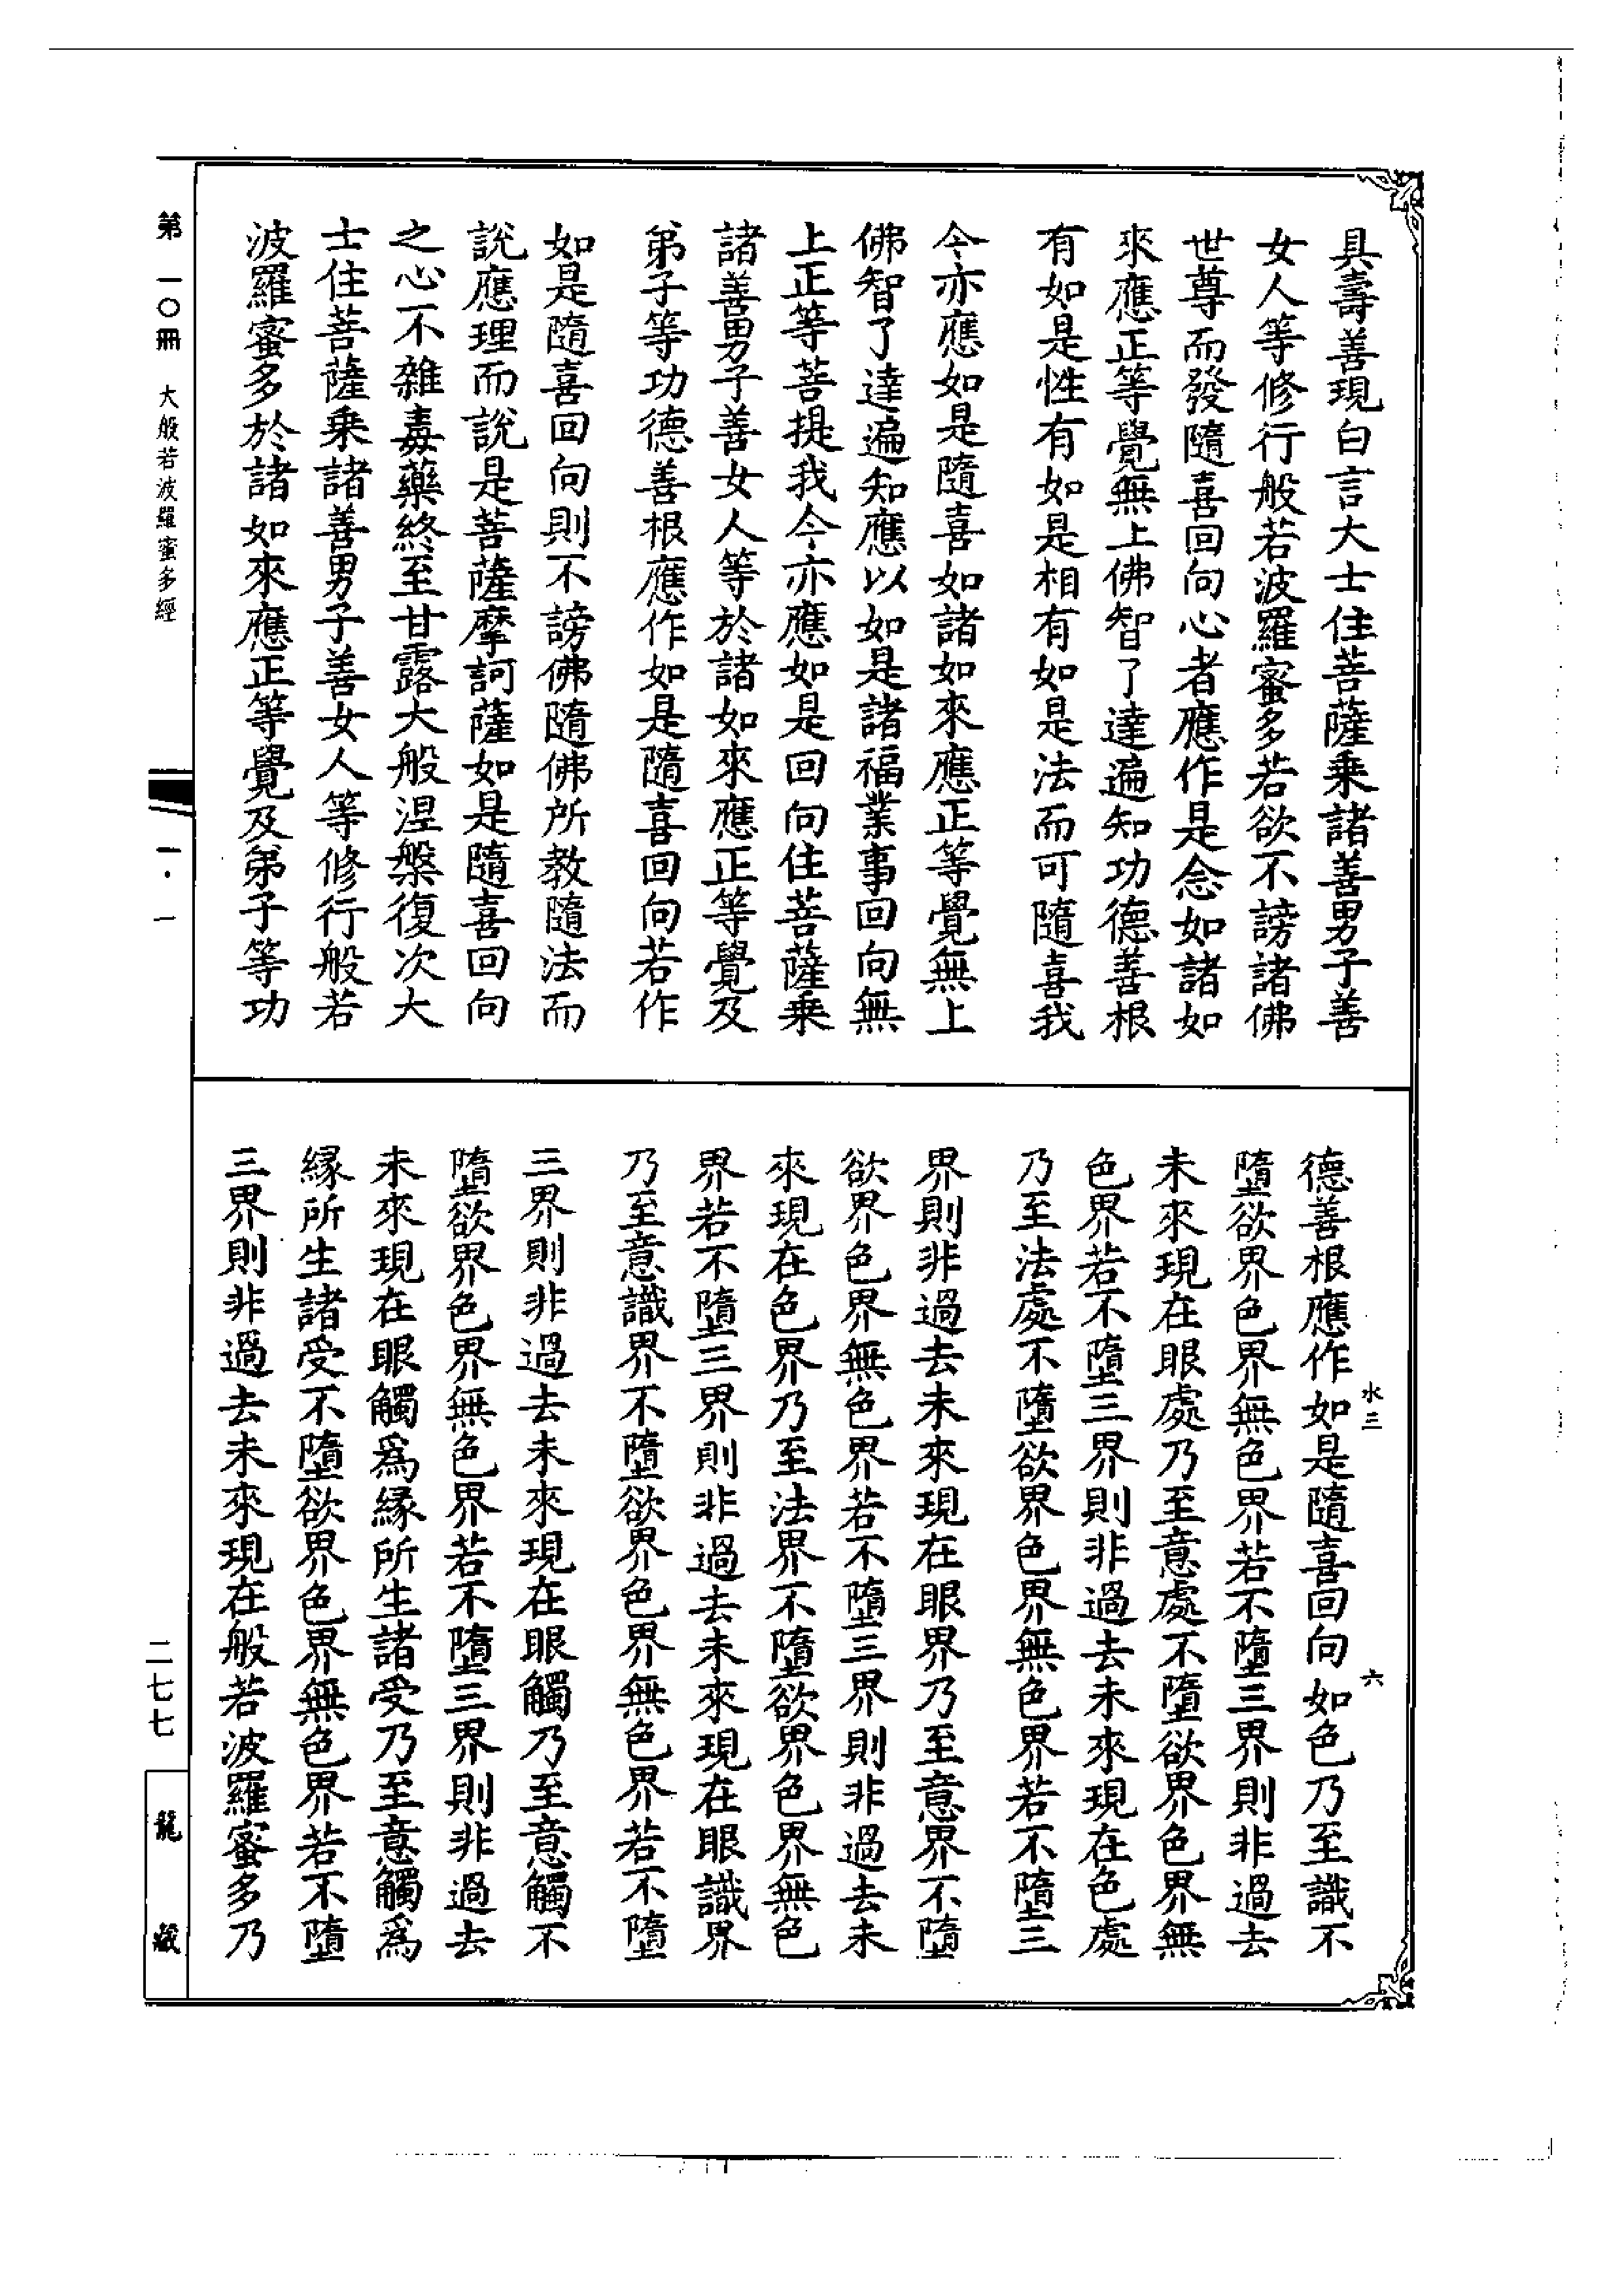 具壽善現白言大士住菩薩乗諸善男子善
女人等修行般若波羅蜜多若欲不謗諸佛
世尊而發隨喜回向心者應作是念如諸如
來應正等覺無上佛智了達遍知功德善根
有如是性有如是相有如是法而可隨喜我
今亦應如是隨喜如諸如來應正等覺無上
佛智了達遍知應以如是諸福業事回向無
上正等菩提我今亦應如是回向住菩薩乗
諸善男子善女人等於諸如來應正等覺及
弟子等功德善根應作如是隨喜回向若作
如是隨喜回向則不謗佛隨佛所教隨法而
說應理而說是菩薩摩訶薩如是隨喜回向
之心不雜毒藥終至甘露大般涅槃復次大
士住菩薩乗諸善男子善女人等修行般若
波羅蜜多於諸如來應正等覺及弟子等功
德善根應作如是隨喜回向如色乃至識不
墮欲界色界無色界若不墮三界則非過去
未來現在眼處乃至意處不墮欲界色界無
色界若不墮三界則非過去未來現在色處
乃至法處不墮欲界色界無色界若不墮三
界則非過去未來現在眼界乃至意界不墮
欲界色界無色界若不墮三界則非過去未
來現在色界乃至法界不墮欲界色界無色
界若不墮三界則非過去未來現在眼識界
乃至意識界不墮欲界色界無色界若不墮
三界則非過去未來現在眼觸乃至意觸不
墮欲界色界無色界若不墮三界則非過去
未來現在眼觸爲緣所生諸受乃至意觸爲
緣所生諸受不墮欲界色界無色界若不墮
三界則非過去未來現在般若波羅蜜多乃
水三 六
第一〇冊 大般若波羅蜜多經 一·一 二七七 龍藏